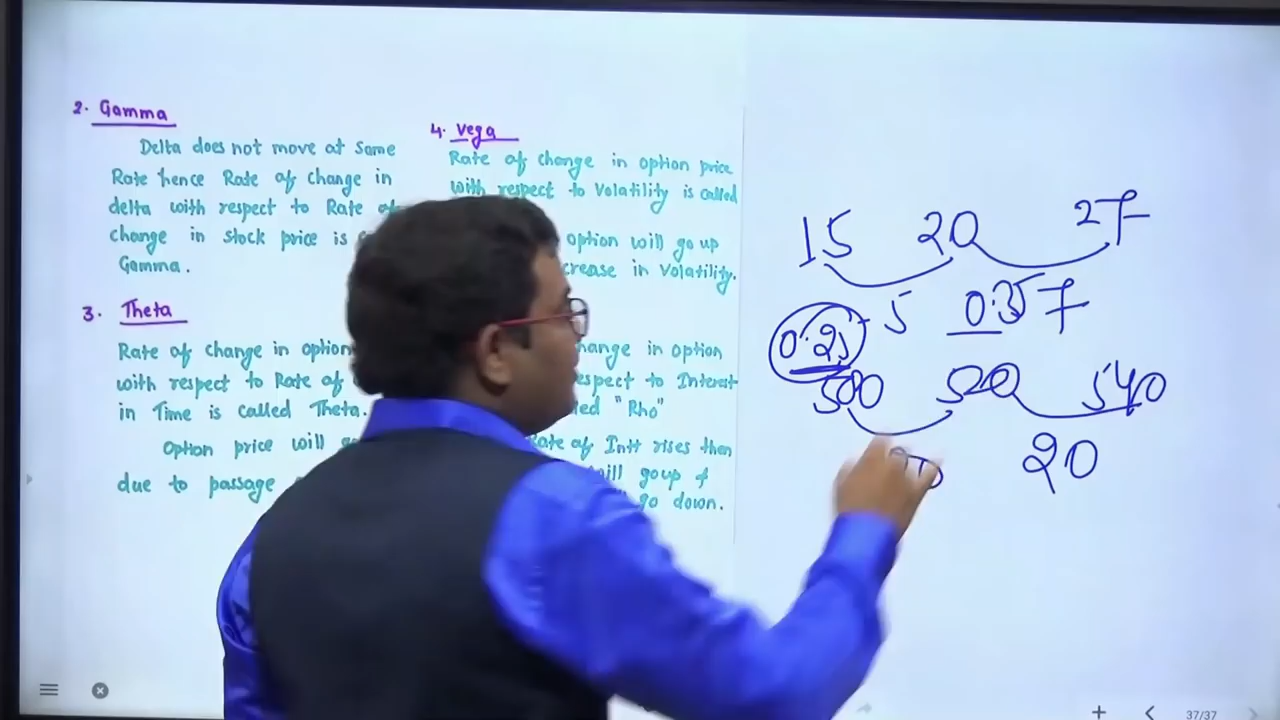 2. Gamma
Delta does not move at Same
Rate hence Rate of Change in
delta with respect to Rate of
change in stock price is
Gamma.
3. Theta
Rate of change in option
with respect to Rate of
in Time is called Theta.
Option price will
due to passage
4. Vega
Rate of change in option price
with respect to Volatility is called
option will go up
crease in Volatility.
hange in option
espect to Interest
led "Rho"
Rate of Intr rises then
will goup &
go down.
15 20 27
5 7
0.25 0.35
500 520 540
20 20
37/37